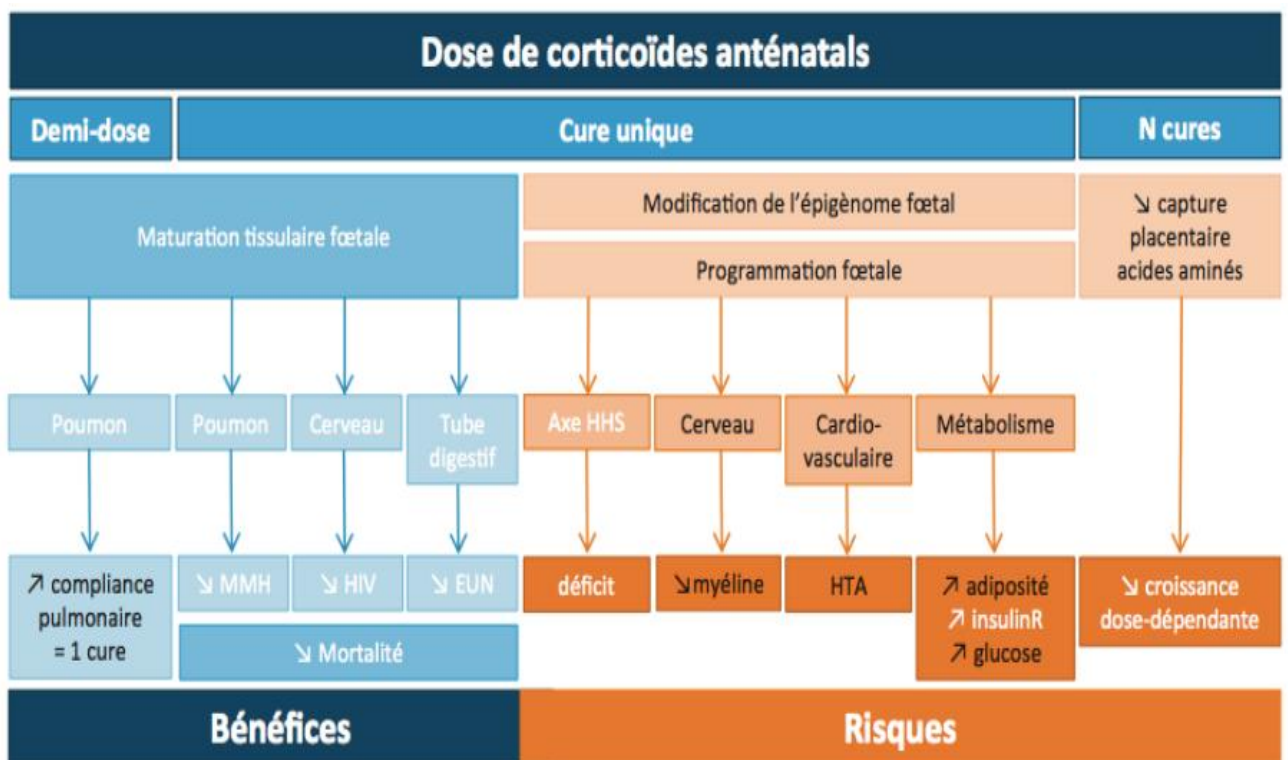 Dose de corticoïdes anténatals
Demi-dose
Cure unique
N cures
Maturation tissulaire fœtale
Modification de l'épigènome fœtal
Programmation fœtale
↘ capture
placentaire
acides aminés
Poumon
Poumon
Cerveau
Tube
digestif
Axe HHS
Cerveau
Cardio-
vasculaire
Métabolisme
↗ compliance
pulmonaire
= 1 cure
↘ MMH
↘ HIV
↘ EUN
↘ Mortalité
déficit
↘myéline
HTA
↗ adiposité
↗ insulinR
↗ glucose
↘ croissance
dose-dépendante
Bénéfices
Risques